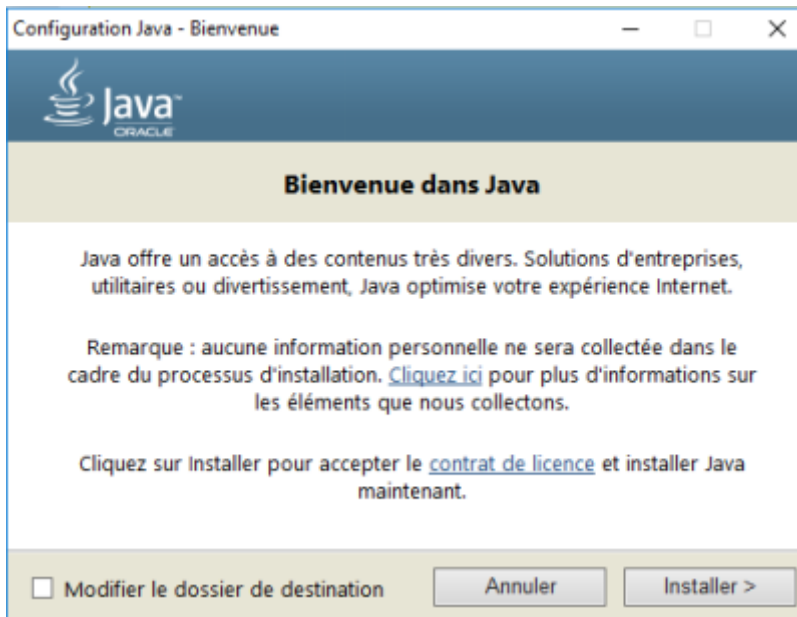 Configuration Java - Bienvenue
Java™
ORACLE
Bienvenue dans Java
Java offre un accès à des contenus très divers. Solutions d'entreprises,
utilitaires ou divertissement, Java optimise votre expérience Internet.
Remarque : aucune information personnelle ne sera collectée dans le
cadre du processus d'installation. Cliquez ici pour plus d'informations sur
les éléments que nous collectons.
Cliquez sur Installer pour accepter le contrat de licence et installer Java
maintenant.
Modifier le dossier de destination
Annuler
Installer >